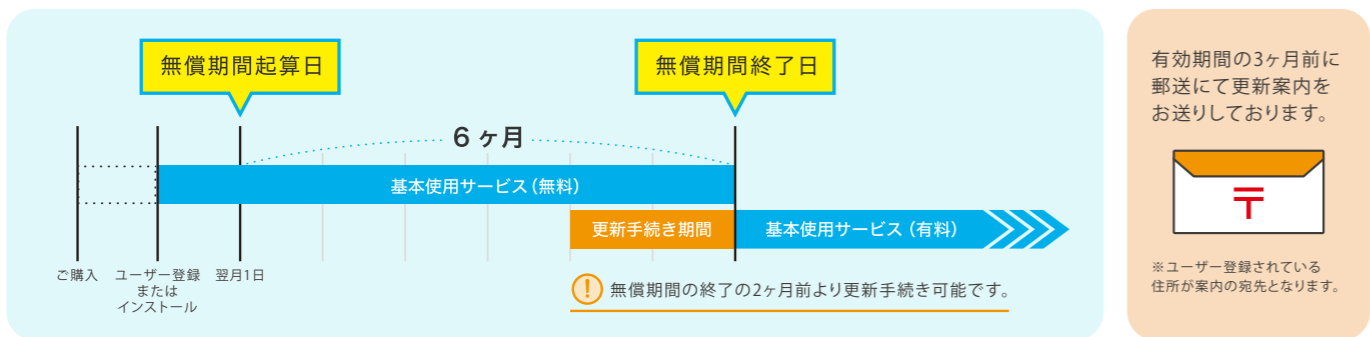 無償期間起算日
無償期間終了日
6ヶ月
基本使用サービス（無料）
更新手続き期間
基本使用サービス（有料）
ご購入
ユーザー登録
または
インストール
翌月1日
! 無償期間の終了の2ヶ月前より更新手続き可能です。
有効期間の3ヶ月前に
郵送にて更新案内を
お送りしております。
〒
※ユーザー登録されている
住所が案内の宛先となります。